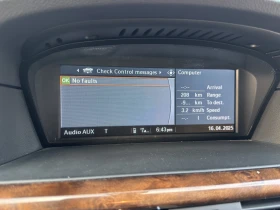 Check Control messages
Computer
OK No Faults
--:-- Arrival
208 km Range
km To dest.
km/h Speed
Consumpt.
Audio AUX T 6:43pm 16.04.2025